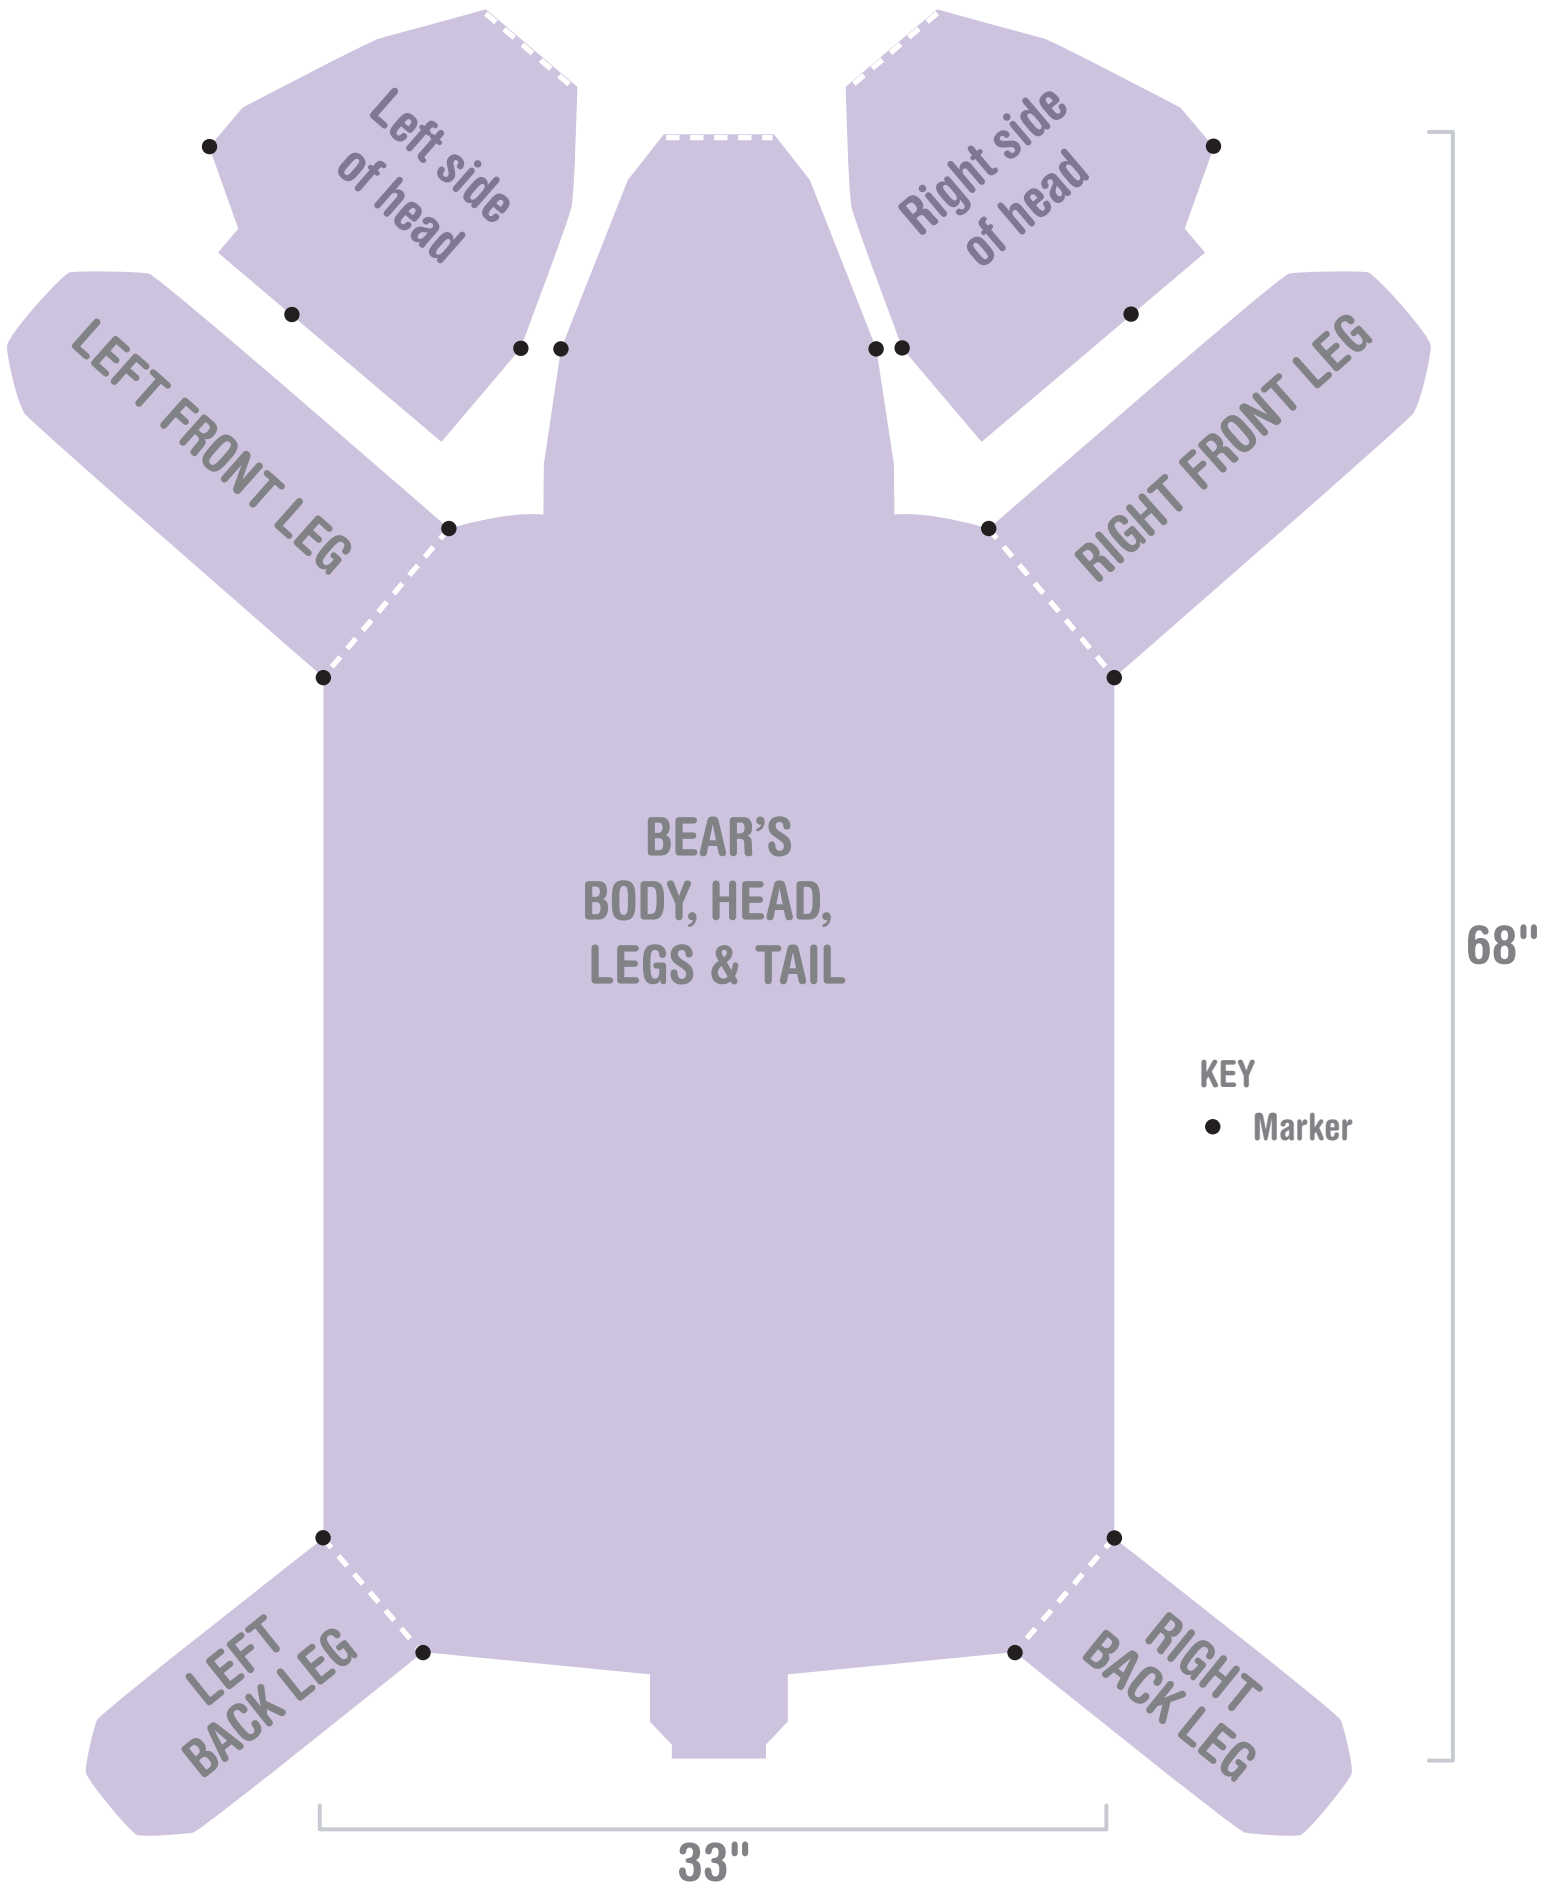 Left side
of head
Right side
of head
LEFT FRONT LEG
RIGHT FRONT LEG
BEAR’S
BODY, HEAD,
LEGS & TAIL
68"
KEY
Marker
LEFT
BACK LEG
RIGHT
BACK LEG
33"